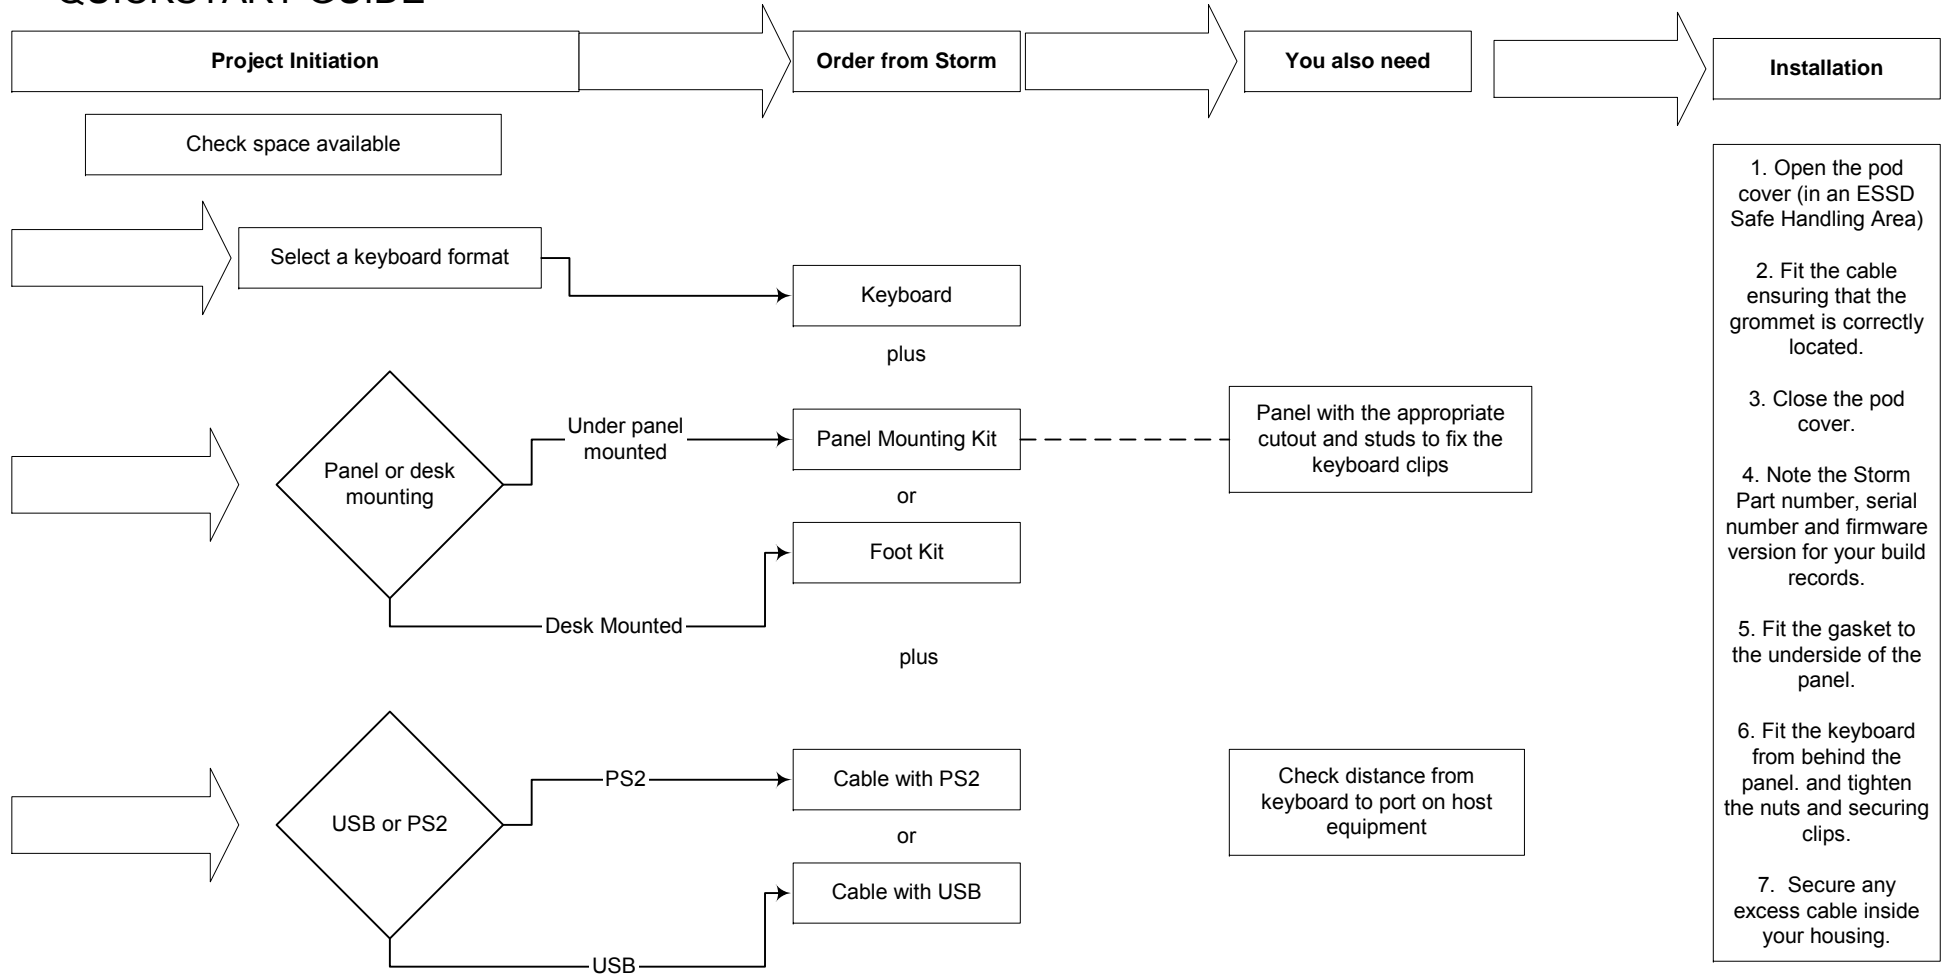 QUICKSTART GUIDE
Project Initiation
Order from Storm
You also need
Installation
Check space available
Select a keyboard format
Keyboard
plus
Panel or desk
mounting
Under panel
mounted
Panel Mounting Kit
Panel with the appropriate
cutout and studs to fix the
keyboard clips
or
Foot Kit
Desk Mounted
plus
USB or PS2
PS2
Cable with PS2
Check distance from
keyboard to port on host
equipment
or
Cable with USB
USB
1. Open the pod
cover (in an ESSD
Safe Handling Area)
2. Fit the cable
ensuring that the
grommet is correctly
located.
3. Close the pod
cover.
4. Note the Storm
Part number, serial
number and firmware
version for your build
records.
5. Fit the gasket to
the underside of the
panel.
6. Fit the keyboard
from behind the
panel. and tighten
the nuts and securing
clips.
7. Secure any
excess cable inside
your housing.